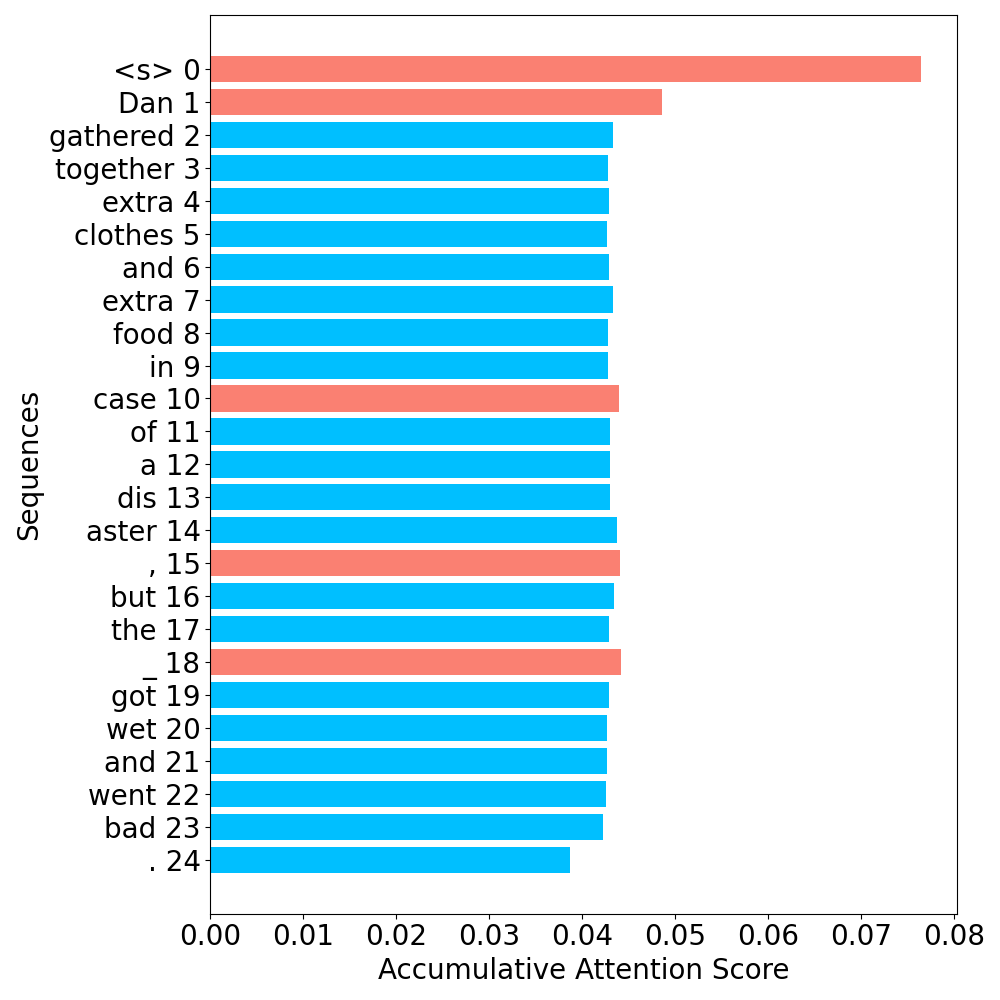 <s> 0
Dan 1
gathered 2
together 3
extra 4
clothes 5
and 6
extra 7
food 8
in 9
case 10
of 11
a 12
dis 13
aster 14
, 15
but 16
the 17
_ 18
got 19
wet 20
and 21
went 22
bad 23
. 24
Sequences
0.00 0.01 0.02 0.03 0.04 0.05 0.06 0.07 0.08
Accumulative Attention Score